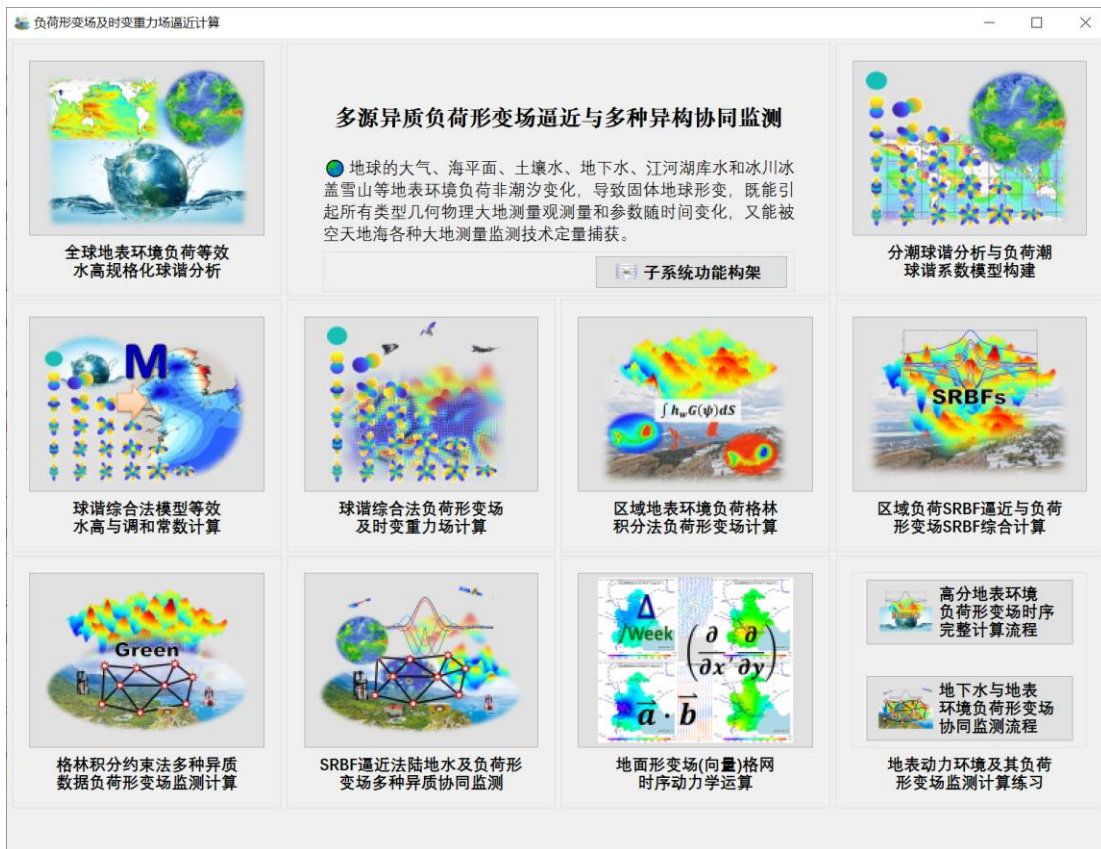 负荷形变场及时变重力场逼近计算
多源异质负荷形变场逼近与多种异构协同监测
地球的大气、海平面、土壤水、地下水、江河湖库水和冰川冰
盖雪山等地表环境负荷非潮汐变化，导致固体地球形变，既能引
起所有类型几何物理大地测量观测量和参数随时间变化，又能被
空天地海各种大地测量监测技术定量捕获。
子系统功能构架
全球地表环境负荷等效
水高规格化球谐分析
分潮球谐分析与负荷潮
球谐系数模型构建
M
∫ h_w G(ψ)dS
SRBFs
球谐综合法模型等效
水高与调和常数计算
球谐综合法负荷形变场
及时变重力场计算
区域地表环境负荷格林
积分法负荷形变场计算
区域负荷SRBF逼近与负荷
形变场SRBF综合计算
Green
Δ
/Week
(∂/∂x, ∂/∂y)
a⃗ · b⃗
高分地表环境
负荷形变场时序
完整计算流程
地下水与地表
环境负荷形变场
协同监测流程
格林积分约束法多种异质
数据负荷形变场监测计算
SRBF逼近法陆地水及负荷形
变场多种异质协同监测
地面形变场(向量)格网
时序动力学运算
地表动力环境及其负荷
形变场监测计算练习